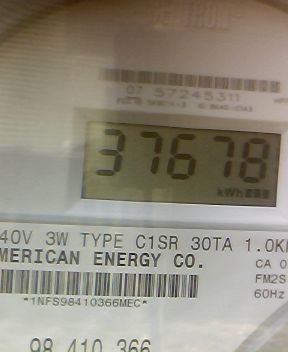 07 57245311
37678
kWh
40V 3W TYPE C1SR 30TA 1.0K
MERICAN ENERGY CO.
CA 0
FM2S
60Hz
*1NFS98410366MEC*
98 410 366